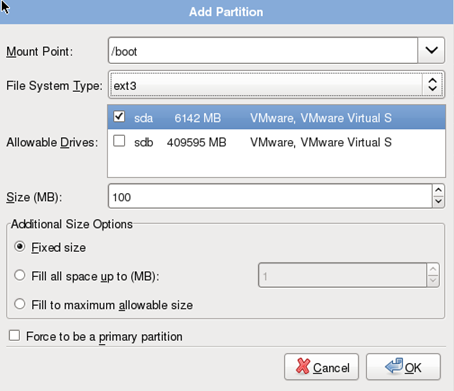 Add Partition
Mount Point: /boot
File System Type: ext3
sda 6142 MB VMware, VMware Virtual S
Allowable Drives: sdb 409595 MB VMware, VMware Virtual S
Size (MB): 100
Additional Size Options
Fixed size
Fill all space up to (MB): 1
Fill to maximum allowable size
Force to be a primary partition
Cancel OK